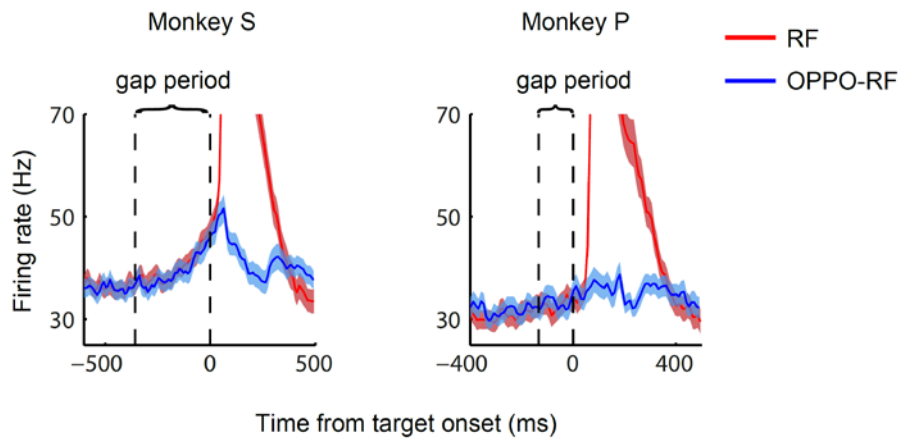 Monkey S
Monkey P
RF
OPPO-RF
gap period
gap period
Firing rate (Hz)
70
50
30
−500
0
500
70
50
30
−400
0
400
Time from target onset (ms)